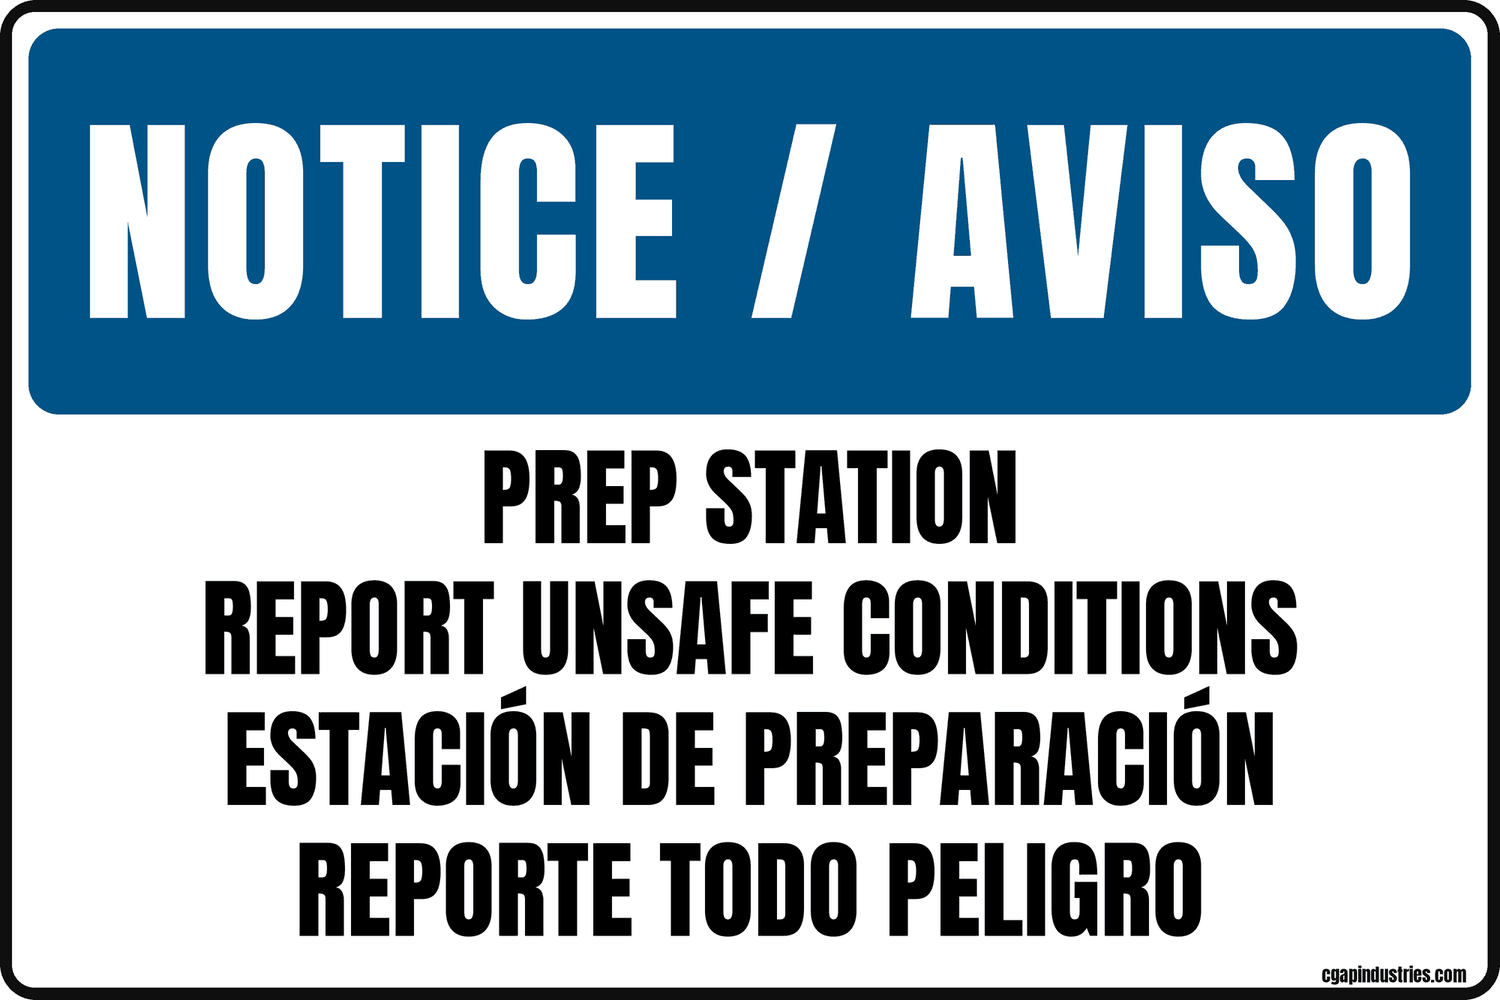 NOTICE / AVISO
PREP STATION
REPORT UNSAFE CONDITIONS
ESTACIÓN DE PREPARACIÓN
REPORTE TODO PELIGRO
cgapindustries.com